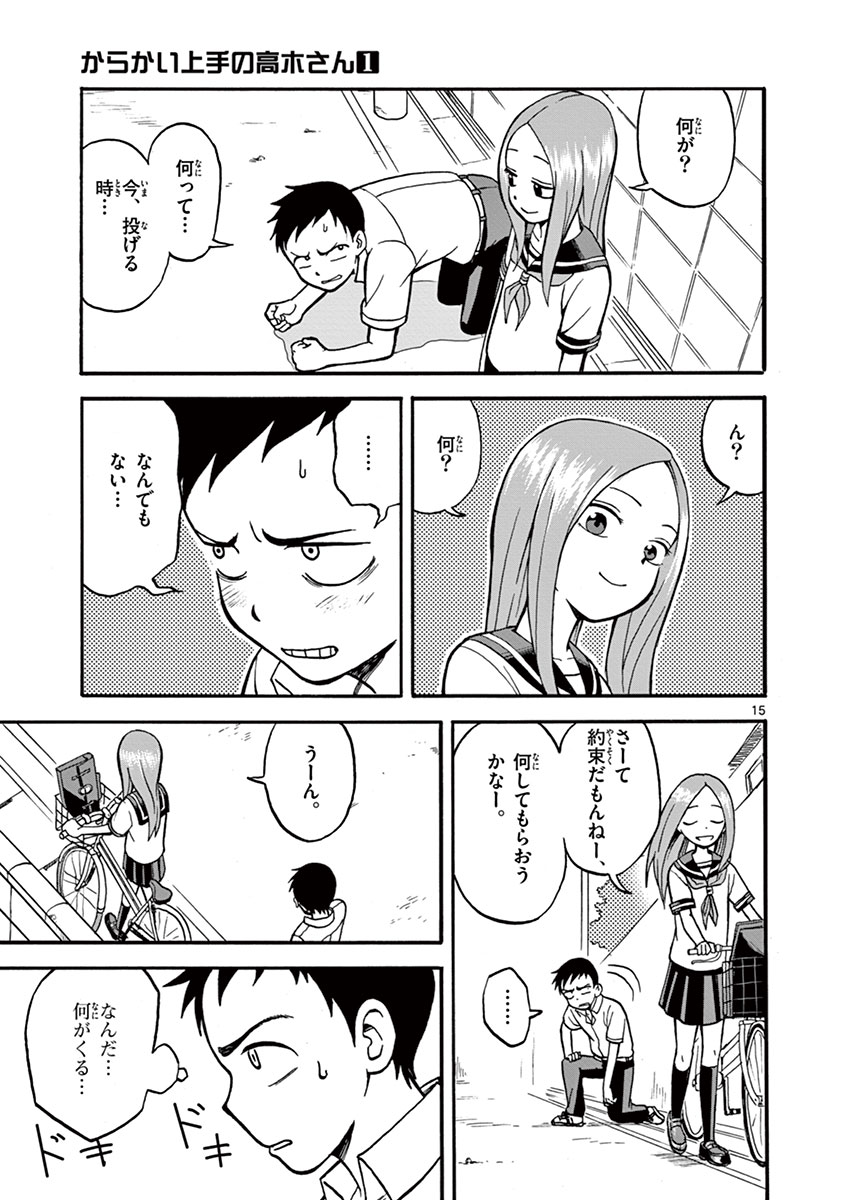 からかい上手の高木さん1
何が？
何って…
今、投げる
時…
ん？
何？
……
なんでも
ない…
15
さーて
約束だもんねー、
何してもらおう
かなー。
……
うーん。
なんだ…
何がくる…
ドキ
ドキ